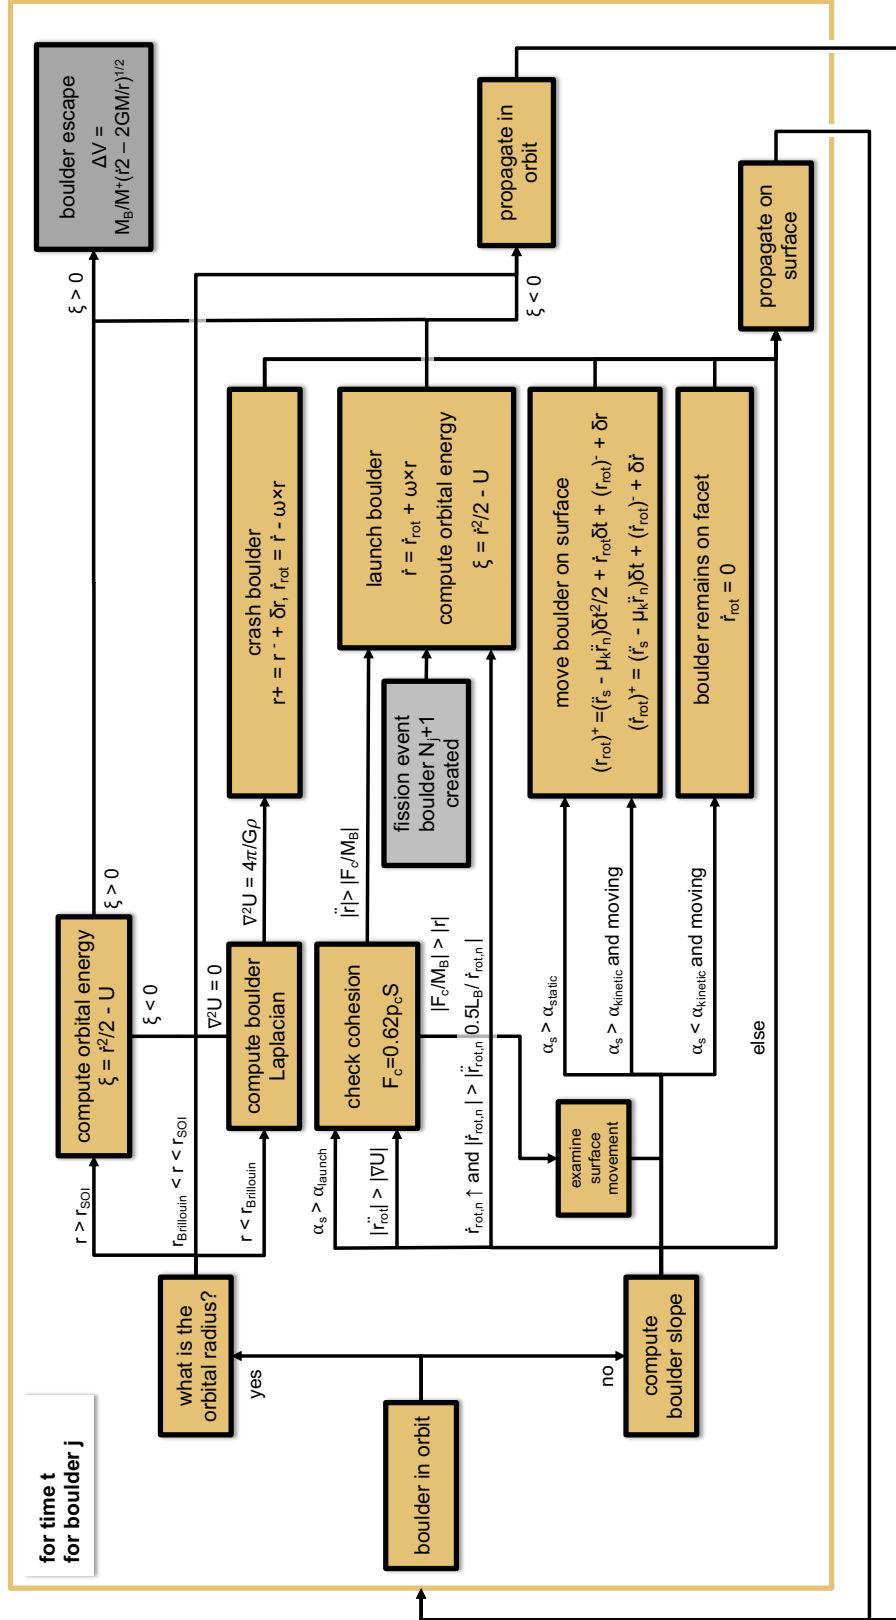 for time t
for boulder j
boulder in orbit
yes
no
what is the
orbital radius?
compute
boulder slope
r > r_SOI
r_Brillouin < r < r_SOI
r < r_Brillouin
compute orbital energy
ξ = ṙ²/2 - U
ξ > 0
ξ < 0
∇²U = 0
compute boulder
Laplacian
∇²U = 4π/Gρ
α_s > α_launch
|r̈_rot| > |∇U|
ṙ_rot,n ↑ and |ṙ_rot,n| > |r̈_rot,n 0.5L_B/ ṙ_rot,n |
check cohesion
F_c=0.62p_cS
|r̈|> |F_c/M_B|
|F_c/M_B| > |r|
examine
surface
movement
α_s > α_static
α_s > α_kinetic and moving
α_s < α_kinetic and moving
else
crash boulder
r+ = r⁻ + δr, ṙ_rot = ṙ - ω×r
fission event
boulder N_j+1
created
launch boulder
ṙ = ṙ_rot + ω×r
compute orbital energy
ξ = ṙ²/2 - U
move boulder on surface
(r_rot)⁺ =(r̈_s - μ_k r̈_n)δt²/2 + ṙ_rot δt + (r_rot)⁻ + δr
(ṙ_rot)⁺ = (r̈_s - μ_k r̈_n)δt + (ṙ_rot)⁻ + δṙ
boulder remains on facet
ṙ_rot = 0
ξ > 0
ξ < 0
boulder escape
ΔV =
M_B/M⁺(ṙ2 – 2GM/r)^1/2
propagate in
orbit
propagate on
surface